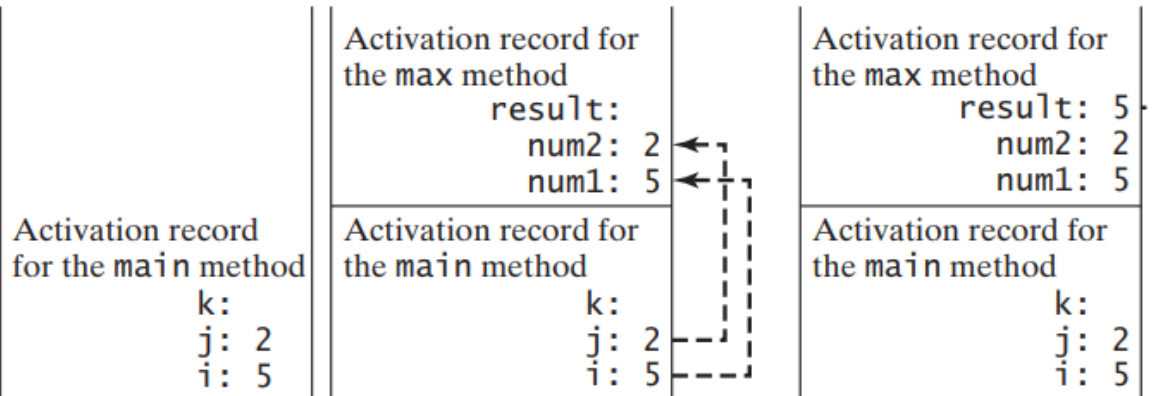 Activation record
for the main method
k:
j: 2
i: 5
Activation record for
the max method
result:
num2: 2
num1: 5
Activation record for
the main method
k:
j: 2
i: 5
Activation record for
the max method
result: 5
num2: 2
num1: 5
Activation record for
the main method
k:
j: 2
i: 5